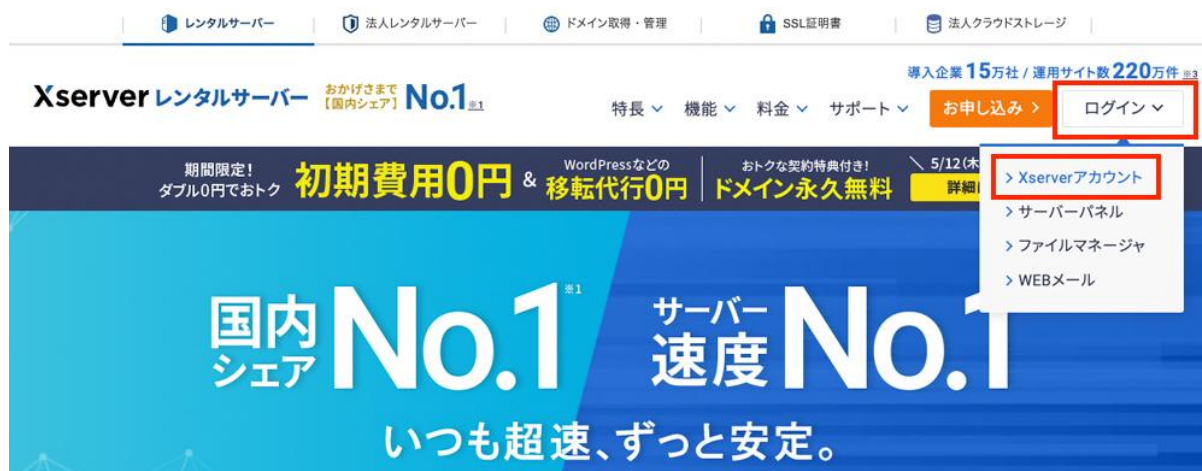 レンタルサーバー
法人レンタルサーバー
ドメイン取得・管理
SSL証明書
法人クラウドストレージ
導入企業15万社 / 運用サイト数220万件 ※3
Xserver レンタルサーバー
おかげさまで
【国内シェア】
No.1 ※1
特長
機能
料金
サポート
お申し込み
ログイン
期間限定!
ダブル0円でおトク
初期費用0円
&
WordPressなどの
移転代行0円
おトクな契約特典付き!
ドメイン永久無料
5/12(木
詳細
Xserverアカウント
サーバーパネル
ファイルマネージャ
WEBメール
国内
シェア
No.1 ※1
サーバー
速度
No.1
いつも超速、ずっと安定。